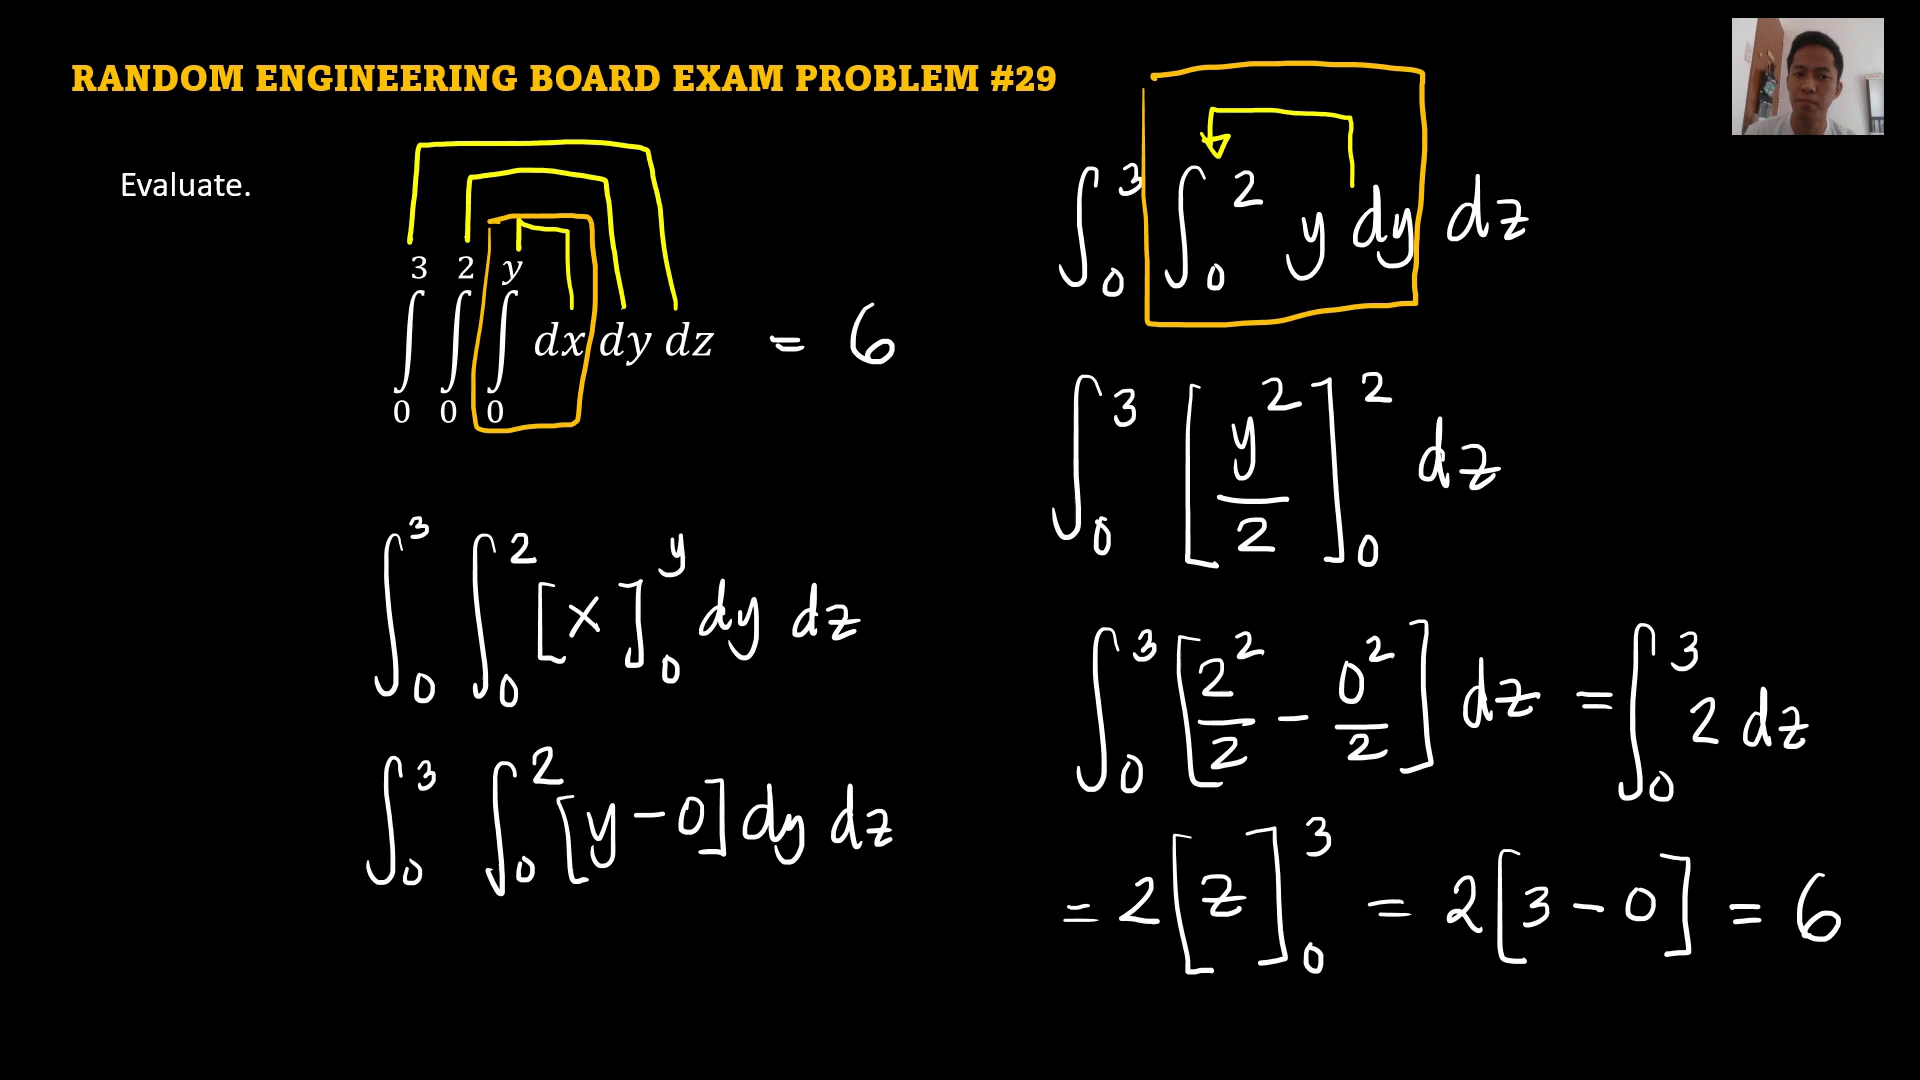 RANDOM ENGINEERING BOARD EXAM PROBLEM #29
Evaluate.
∫₀³ ∫₀² ∫₀ʸ dx dy dz = 6
∫₀³ ∫₀² [x]₀ʸ dy dz
∫₀³ ∫₀² [y − 0] dy dz
∫₀³ ∫₀² y dy dz
∫₀³ [y²/2]₀² dz
∫₀³ [2²/2 − 0²/2] dz = ∫₀³ 2 dz
= 2[z]₀³ = 2[3 − 0] = 6